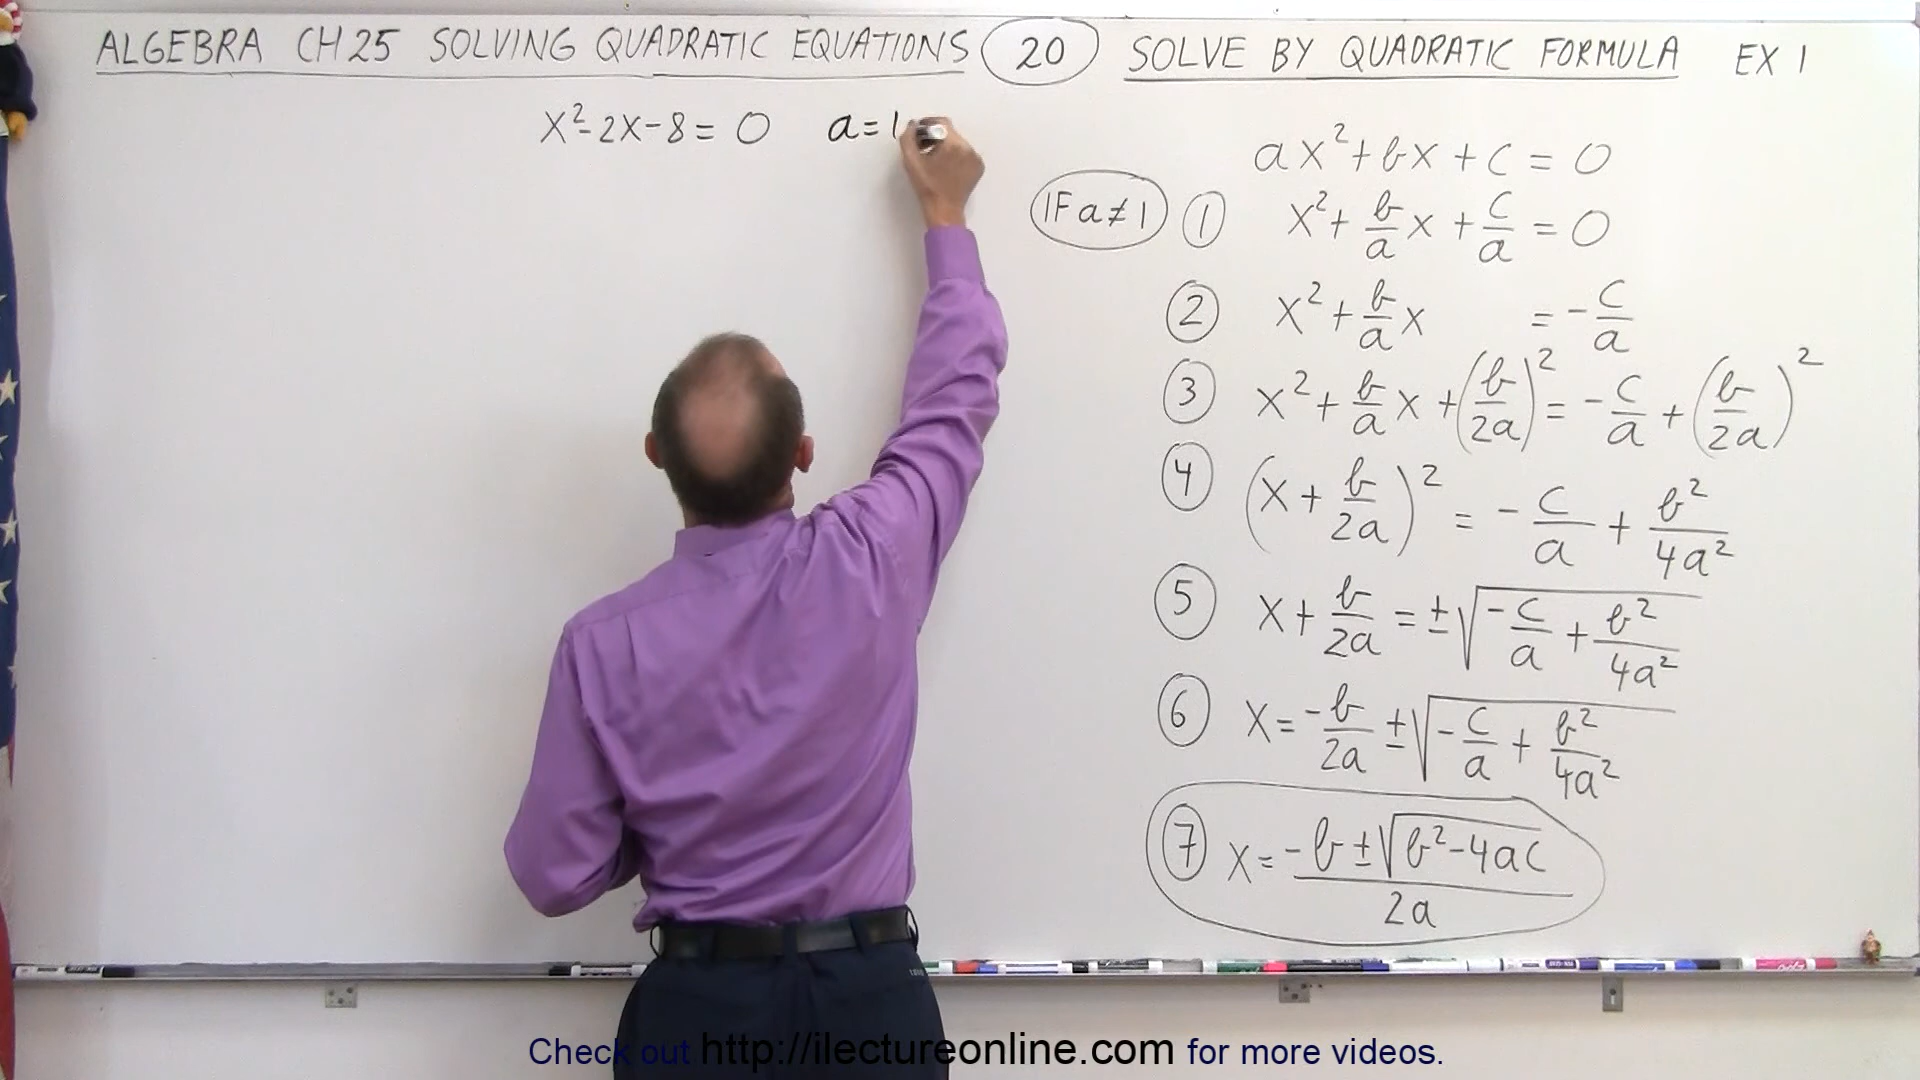 ALGEBRA CH 25 SOLVING QUADRATIC EQUATIONS 20 SOLVE BY QUADRATIC FORMULA EX 1
x²-2x-8=0 a=1
ax²+bx+c=0
IF a≠1 1 x²+b/a x+c/a=0
2 x²+b/a x =-c/a
3 x²+b/a x+(b/2a)²=-c/a+(b/2a)²
4 (x+b/2a)²=-c/a+b²/4a²
5 x+b/2a=±√(-c/a+b²/4a²)
6 x=-b/2a±√(-c/a+b²/4a²)
7 x=(-b±√(b²-4ac))/2a
Check out http://ilectureonline.com for more videos.